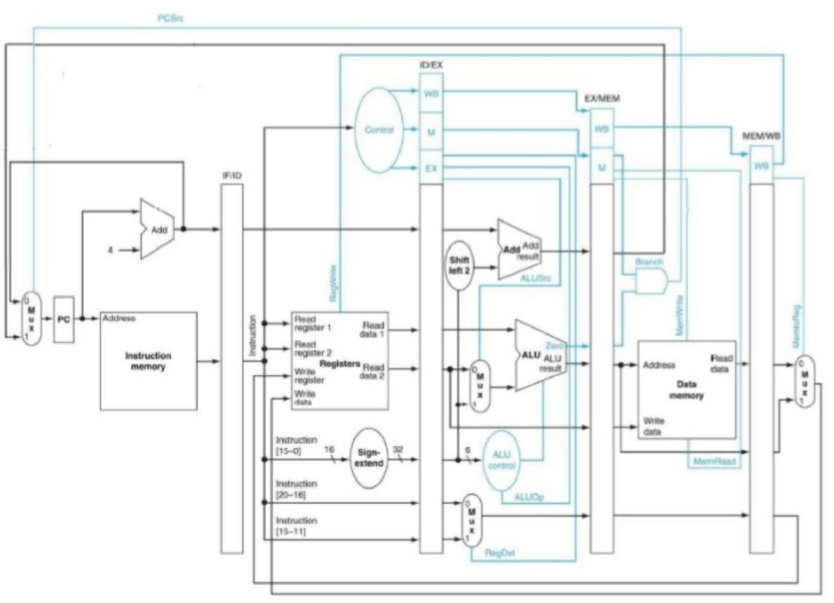 PCSrc
ID/EX
WB
EX/MEM
Control
M
WB
MEM/WB
EX
M
WB
IF/ID
Add
4
RegWrite
Shift
left 2
Add
Add
result
ALUSrc
Branch
MemWrite
MemtoReg
0
M
u
x
1
PC
Address
Instruction
memory
Instruction
Read
register 1
Read
data 1
Read
register 2
Registers
Read
data 2
Write
register
Write
data
0
M
u
x
1
Zero
ALU
ALU
result
Address
Read
data
Data
memory
Write
data
0
M
u
x
1
MemRead
Instruction
[15–0]
16
Sign-
extend
32
6
ALU
control
ALUOp
Instruction
[20–16]
Instruction
[15–11]
0
M
u
x
1
RegDst